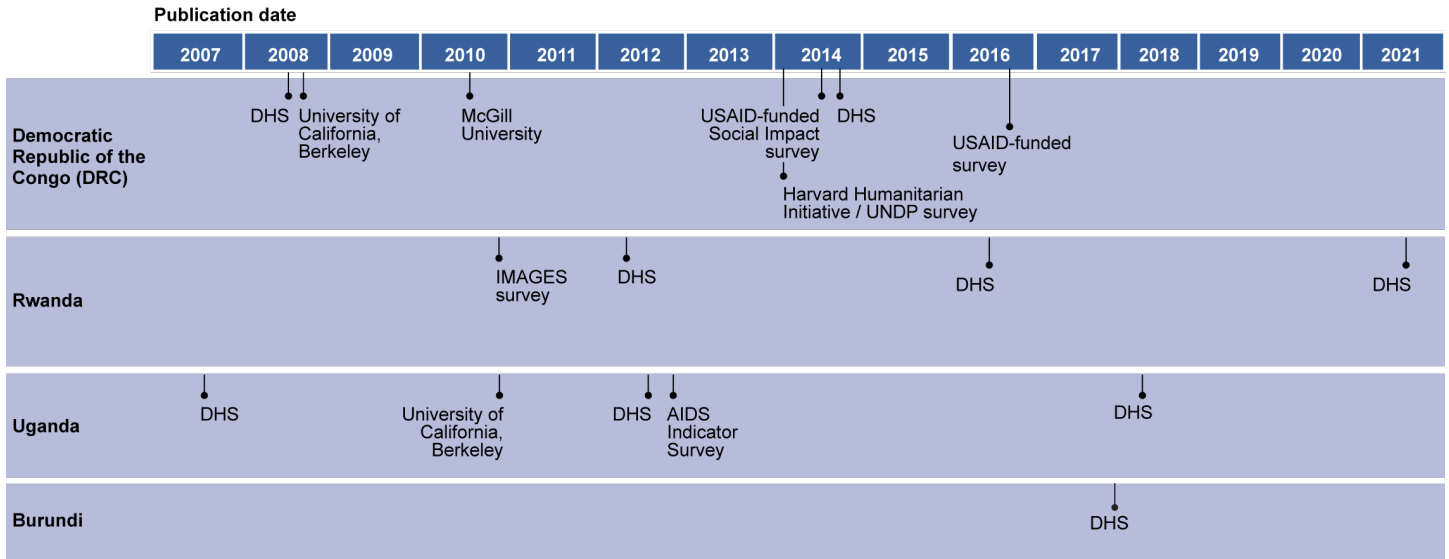 Publication date
2007 2008 2009 2010 2011 2012 2013 2014 2015 2016 2017 2018 2019 2020 2021
Democratic
Republic of the
Congo (DRC)
DHS
University of
California,
Berkeley
McGill
University
USAID-funded
Social Impact
survey
DHS
Harvard Humanitarian
Initiative / UNDP survey
USAID-funded
survey
Rwanda
IMAGES
survey
DHS
DHS
DHS
Uganda
DHS
University of
California,
Berkeley
DHS
AIDS
Indicator
Survey
DHS
Burundi
DHS